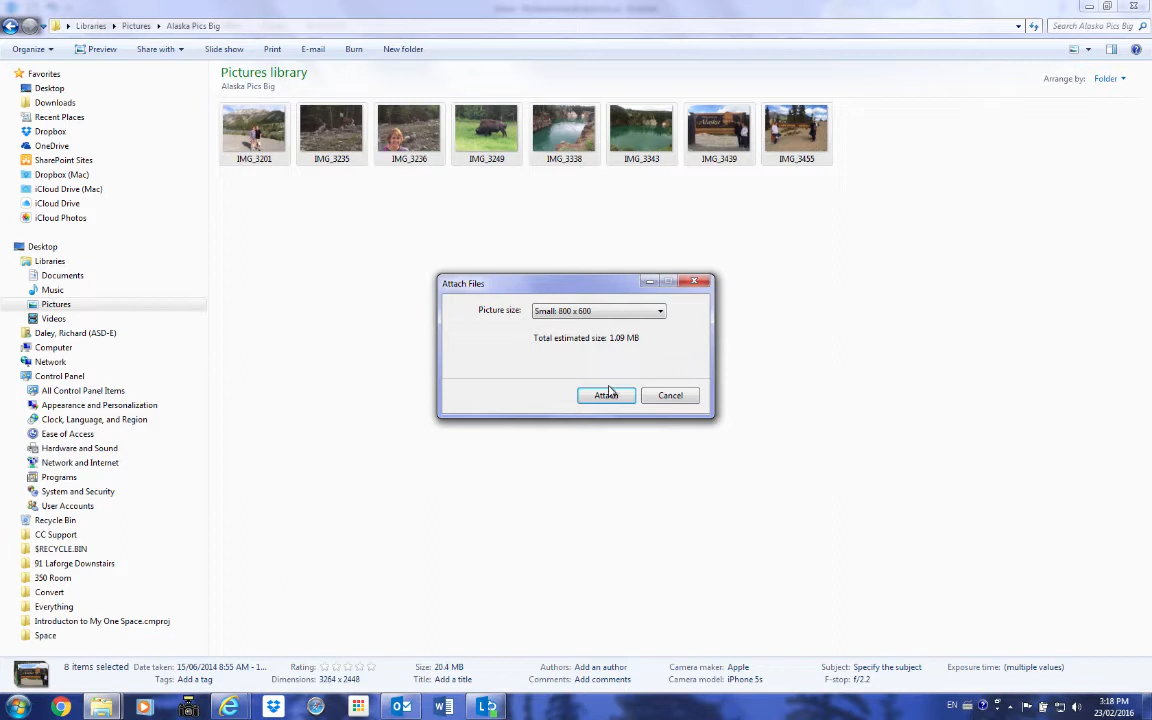 Libraries ▸ Pictures ▸ Alaska Pics Big
Search Alaska Pics Big
Organize Preview Share with Slide show Print E-mail Burn New folder
Favorites
Desktop
Downloads
Recent Places
Dropbox
OneDrive
SharePoint Sites
Dropbox (Mac)
iCloud Drive (Mac)
iCloud Drive
iCloud Photos
Desktop
Libraries
Documents
Music
Pictures
Videos
Daley, Richard (ASD-E)
Computer
Network
Control Panel
All Control Panel Items
Appearance and Personalization
Clock, Language, and Region
Ease of Access
Hardware and Sound
Network and Internet
Programs
System and Security
User Accounts
Recycle Bin
CC Support
$RECYCLE.BIN
91 Laforge Downstairs
350 Room
Convert
Everything
Introducton to My One Space.cmproj
Space
Pictures library
Alaska Pics Big
Arrange by: Folder
IMG_3201 IMG_3235 IMG_3236 IMG_3249 IMG_3338 IMG_3343 IMG_3439 IMG_3455
Attach Files
Picture size: Small: 800 x 600
Total estimated size: 1.09 MB
Attach Cancel
8 items selected Date taken: 15/06/2014 8:55 AM - 1... Rating: Size: 20.4 MB Authors: Add an author Camera maker: Apple Subject: Specify the subject Exposure time: (multiple values)
Tags: Add a tag Dimensions: 3264 x 2448 Title: Add a title Comments: Add comments Camera model: iPhone 5s F-stop: f/2.2
EN 3:18 PM
23/02/2016